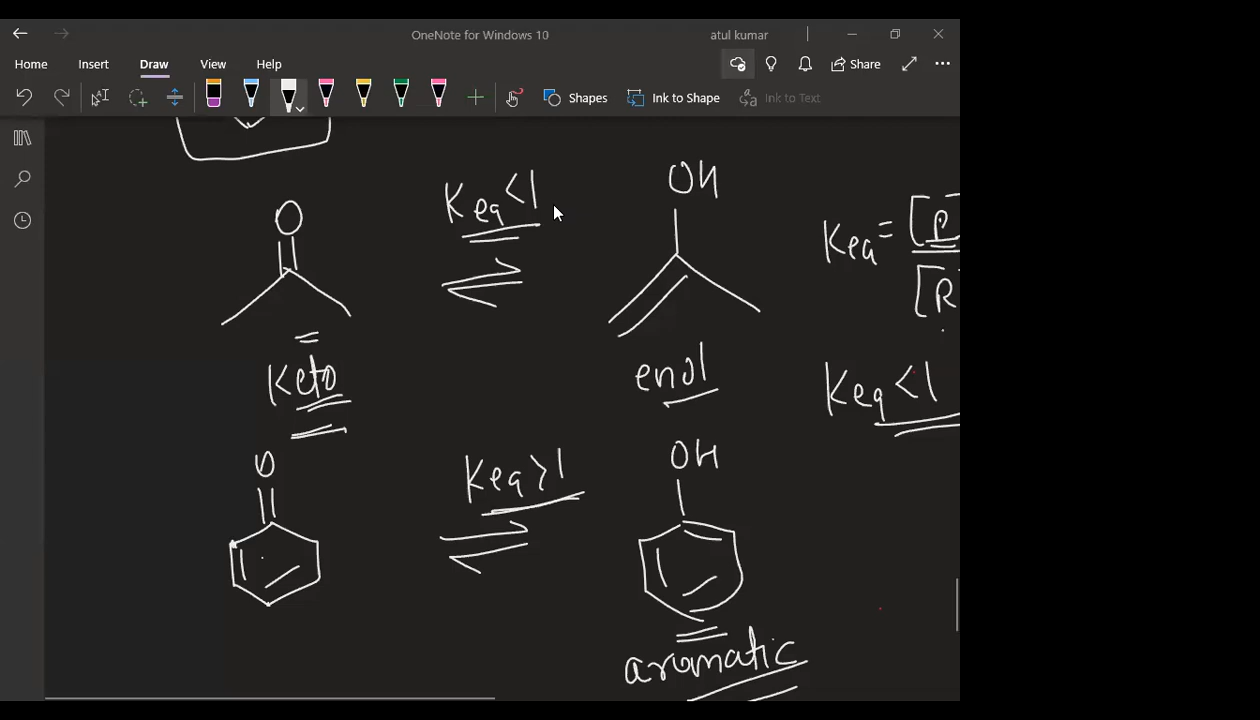 OneNote for Windows 10
atul kumar
Home Insert Draw View Help
Share
Shapes
Ink to Shape
Ink to Text
O
Keq<1
OH
Keq = [P]
[R]
Keto
enol
Keq <1
O
Keq>1
OH
aromatic